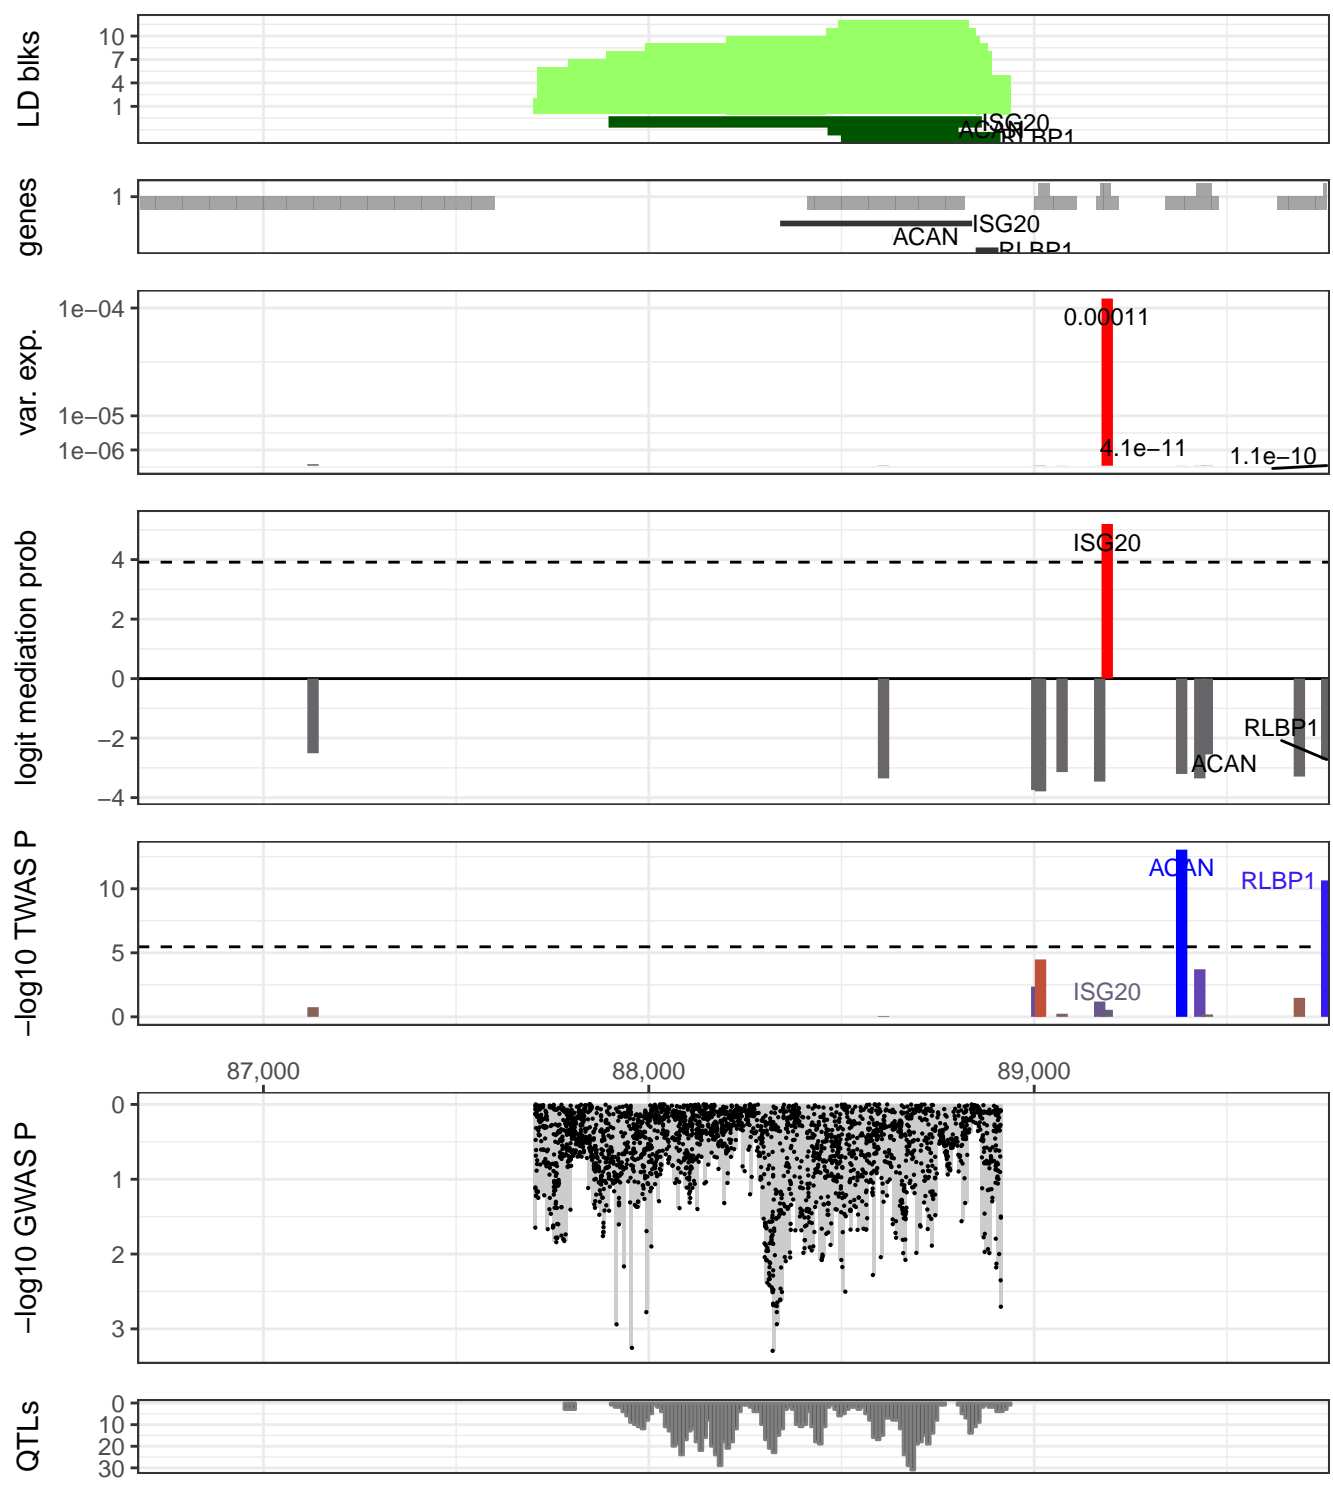 LD blks
10
7
4
1
ISG20
ACAN
RLBP1
genes
1
ISG20
ACAN
RLBP1
var. exp.
1e−04
1e−05
1e−06
0.00011
4.1e−11
1.1e−10
logit mediation prob
4
2
0
−2
−4
ISG20
RLBP1
ACAN
−log10 TWAS P
10
5
0
ACAN
RLBP1
ISG20
87,000 88,000 89,000
−log10 GWAS P
0
1
2
3
QTLs
0
10
20
30